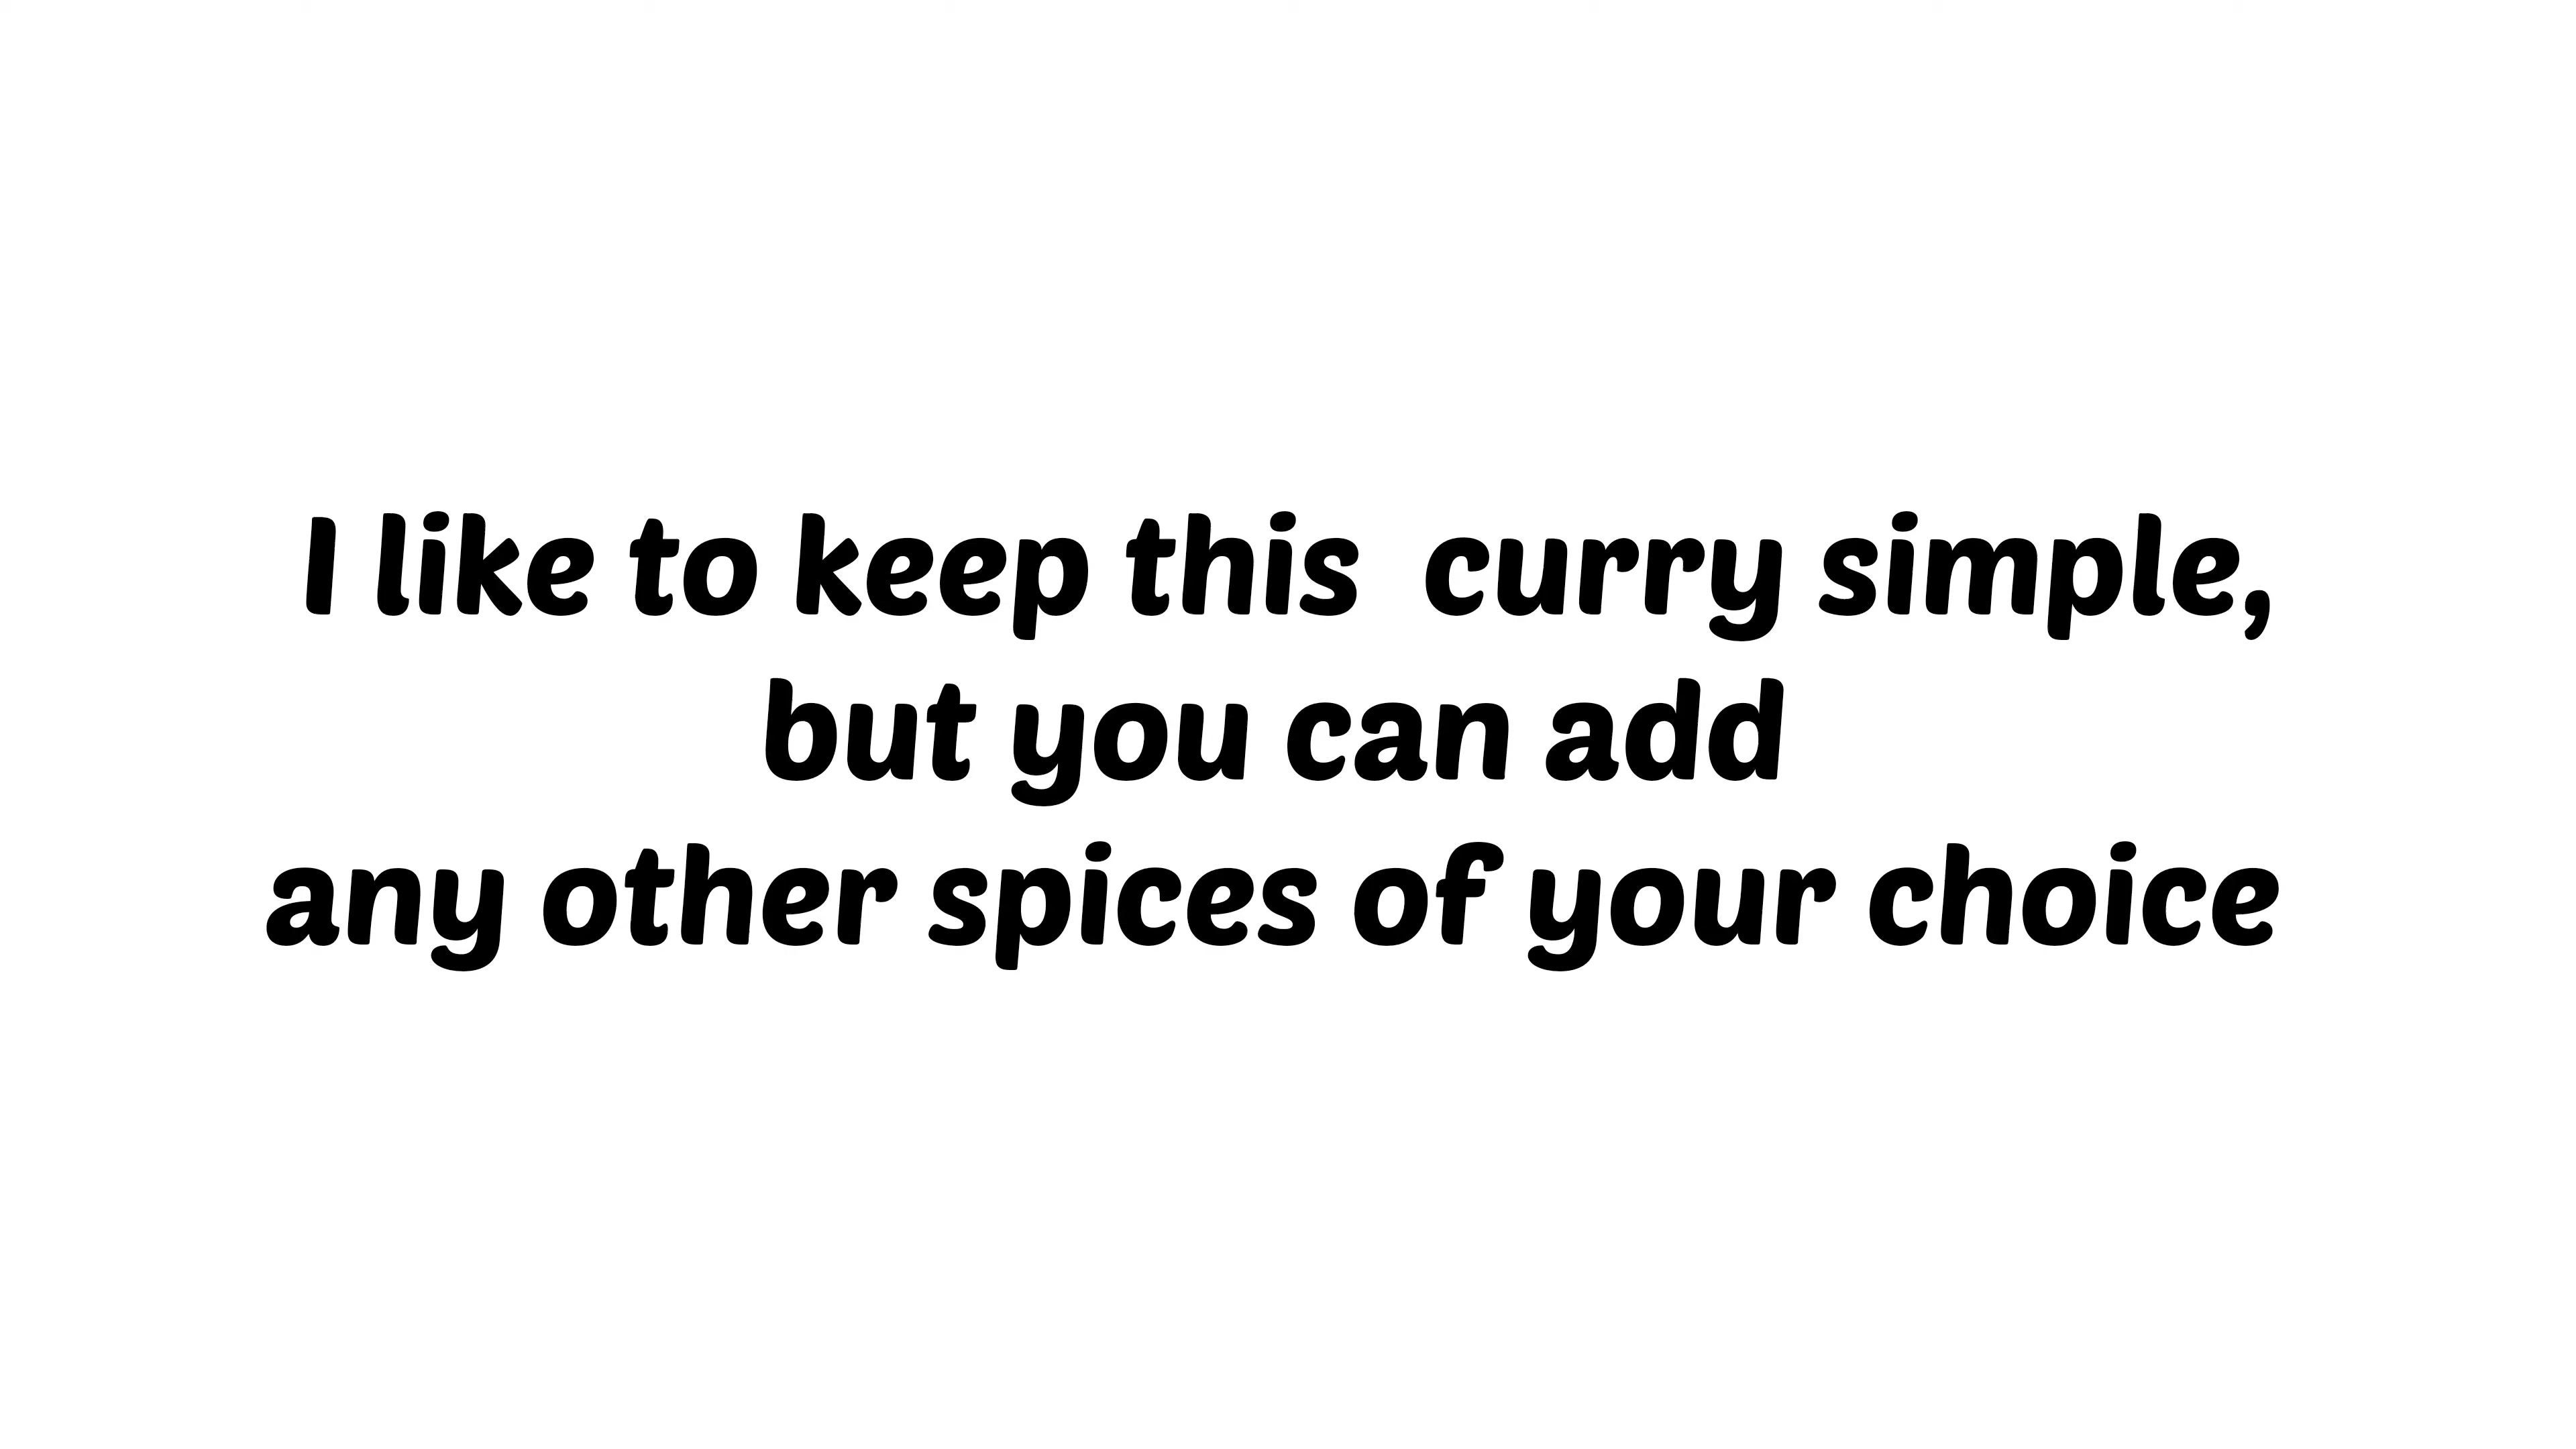 I like to keep this  curry simple,
but you can add
any other spices of your choice